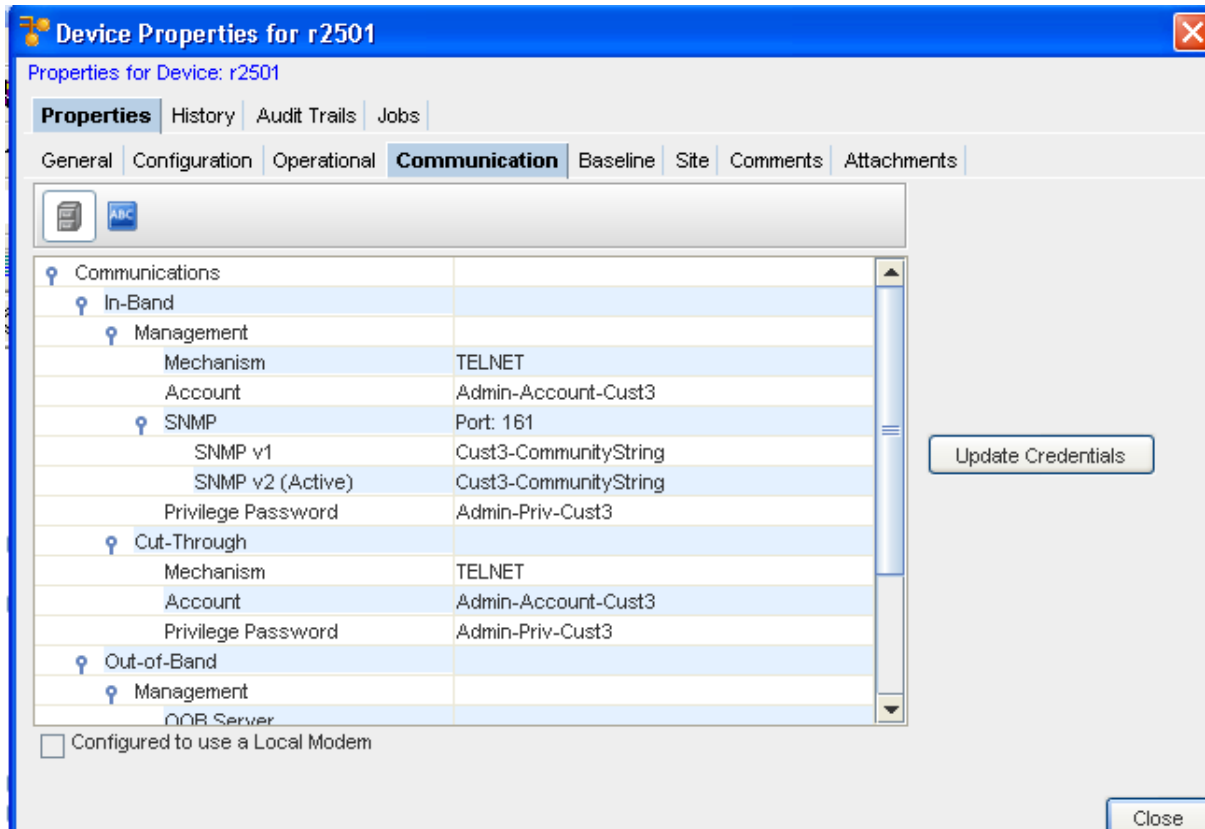 Device Properties for r2501
Properties for Device: r2501
Properties History Audit Trails Jobs
General Configuration Operational Communication Baseline Site Comments Attachments
ABC
Communications
In-Band
Management
Mechanism TELNET
Account Admin-Account-Cust3
SNMP Port: 161
SNMP v1 Cust3-CommunityString
Update Credentials
SNMP v2 (Active) Cust3-CommunityString
Privilege Password Admin-Priv-Cust3
Cut-Through
Mechanism TELNET
Account Admin-Account-Cust3
Privilege Password Admin-Priv-Cust3
Out-of-Band
Management
OOB Server
Configured to use a Local Modem
Close